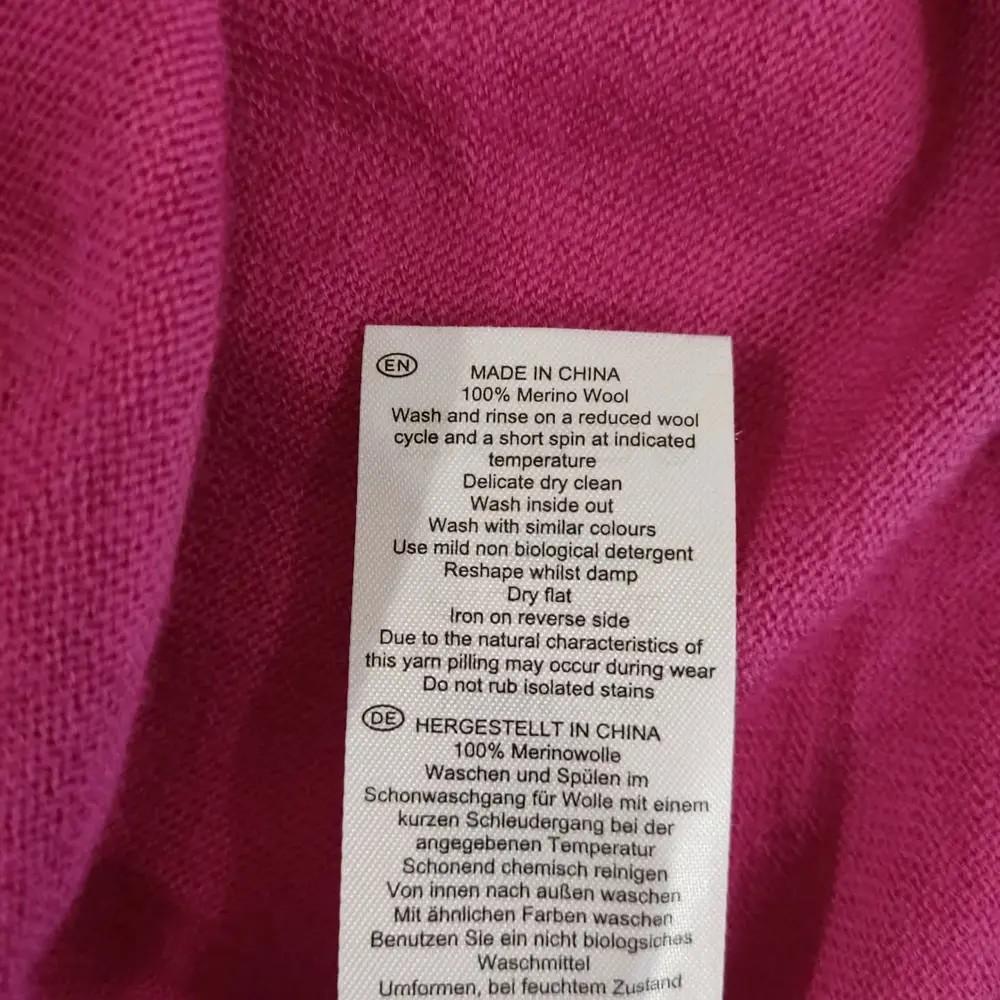 EN MADE IN CHINA
100% Merino Wool
Wash and rinse on a reduced wool
cycle and a short spin at indicated
temperature
Delicate dry clean
Wash inside out
Wash with similar colours
Use mild non biological detergent
Reshape whilst damp
Dry flat
Iron on reverse side
Due to the natural characteristics of
this yarn pilling may occur during wear
Do not rub isolated stains
DE HERGESTELLT IN CHINA
100% Merinowolle
Waschen und Spülen im
Schonwaschgang für Wolle mit einem
kurzen Schleudergang bei der
angegebenen Temperatur
Schonend chemisch reinigen
Von innen nach außen waschen
Mit ähnlichen Farben waschen
Benutzen Sie ein nicht biologsiches
Waschmittel
Umformen, bei feuchtem Zustand